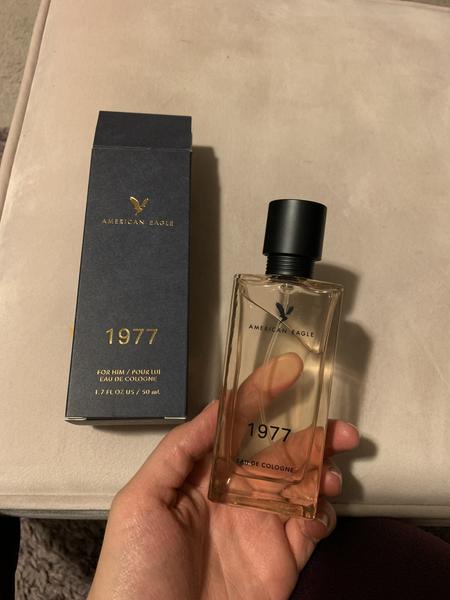 AMERICAN EAGLE
1977
FOR HIM / POUR LUI
EAU DE COLOGNE
1.7 FL OZ US / 50 mL
AMERICAN EAGLE
1977
EAU DE COLOGNE